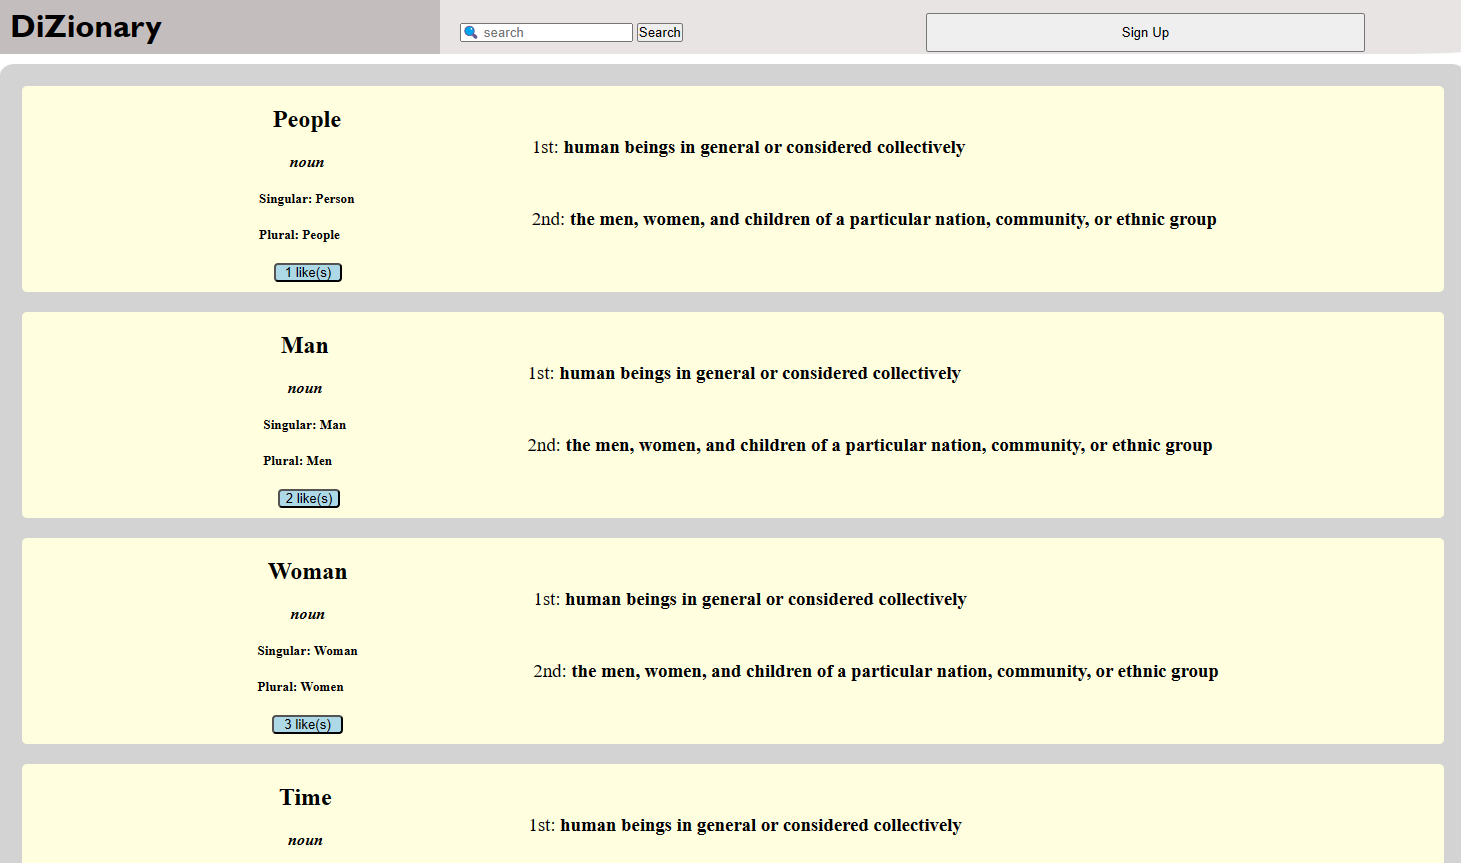 DiZionary
search Search
Sign Up
People
noun
Singular: Person
Plural: People
1 like(s)
1st: human beings in general or considered collectively
2nd: the men, women, and children of a particular nation, community, or ethnic group
Man
noun
Singular: Man
Plural: Men
2 like(s)
1st: human beings in general or considered collectively
2nd: the men, women, and children of a particular nation, community, or ethnic group
Woman
noun
Singular: Woman
Plural: Women
3 like(s)
1st: human beings in general or considered collectively
2nd: the men, women, and children of a particular nation, community, or ethnic group
Time
noun
1st: human beings in general or considered collectively